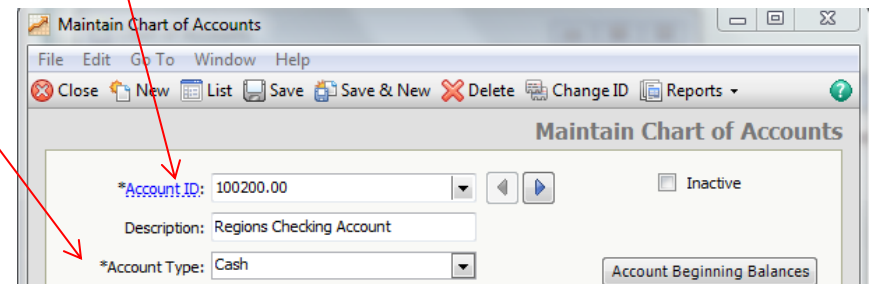 Maintain Chart of Accounts
File Edit Go To Window Help
Close New List Save Save & New Delete Change ID Reports
Maintain Chart of Accounts
*Account ID: 100200.00 Inactive
Description: Regions Checking Account
*Account Type: Cash Account Beginning Balances